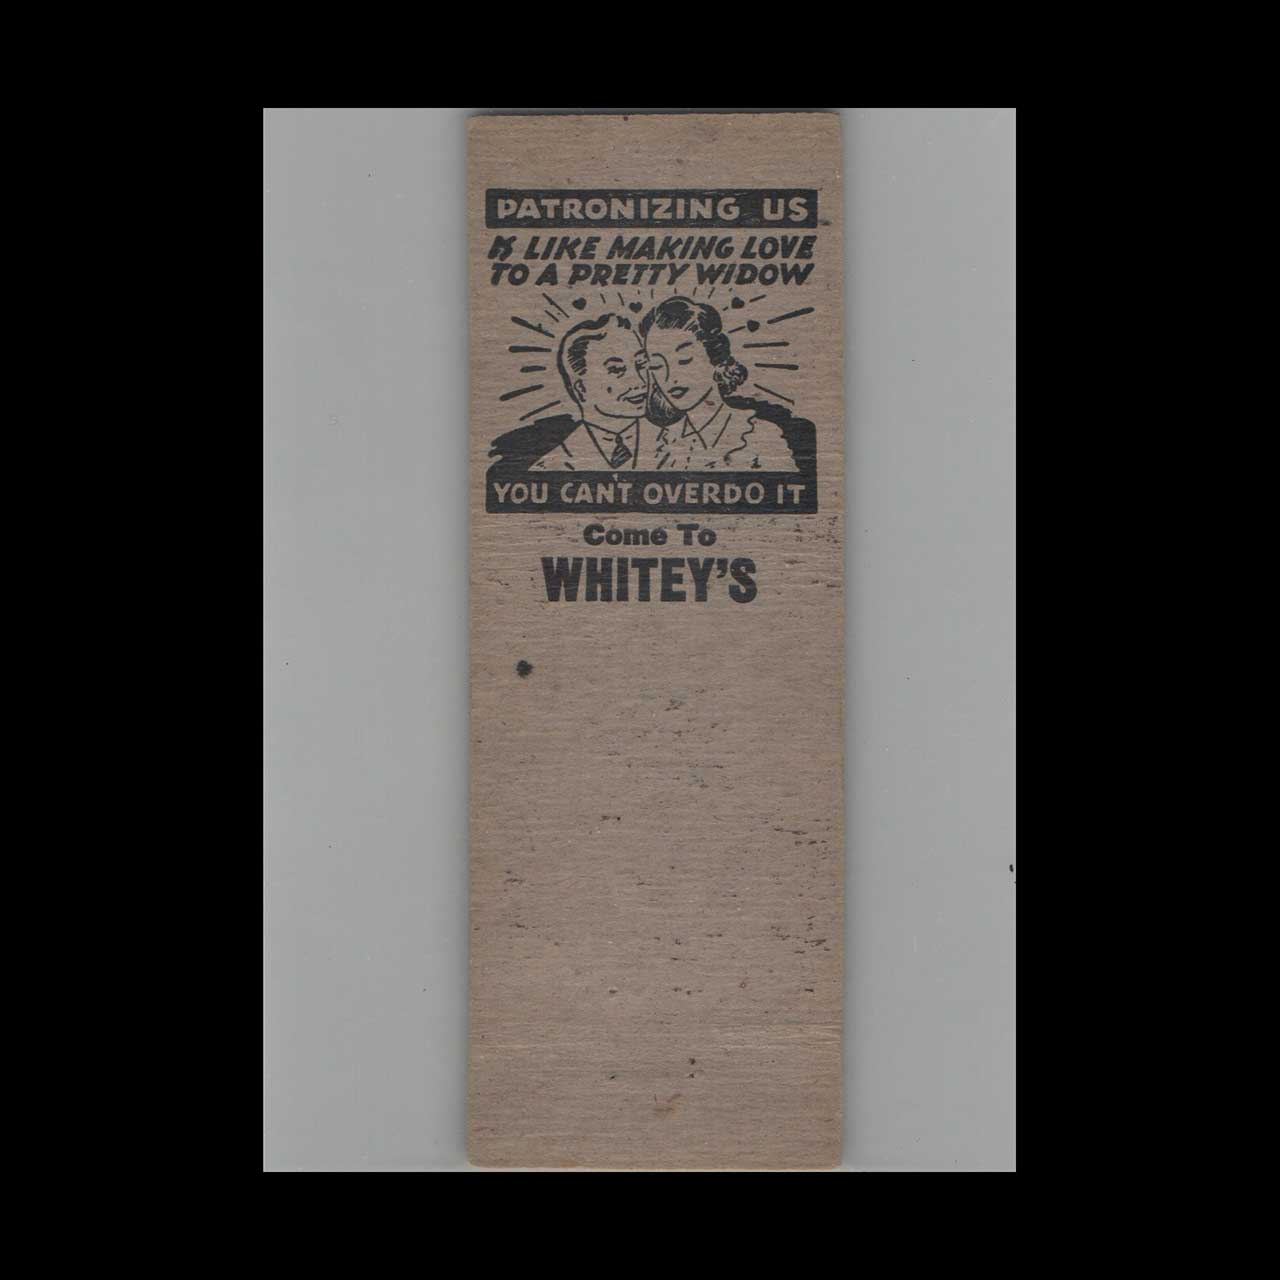 PATRONIZING US
IS LIKE MAKING LOVE
TO A PRETTY WIDOW
YOU CAN'T OVERDO IT
Come To
WHITEY'S